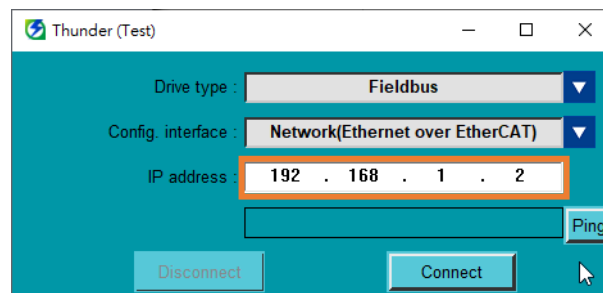 Thunder (Test)
Drive type : Fieldbus
Config. interface : Network(Ethernet over EtherCAT)
IP address : 192 . 168 . 1 . 2
Ping
Disconnect Connect